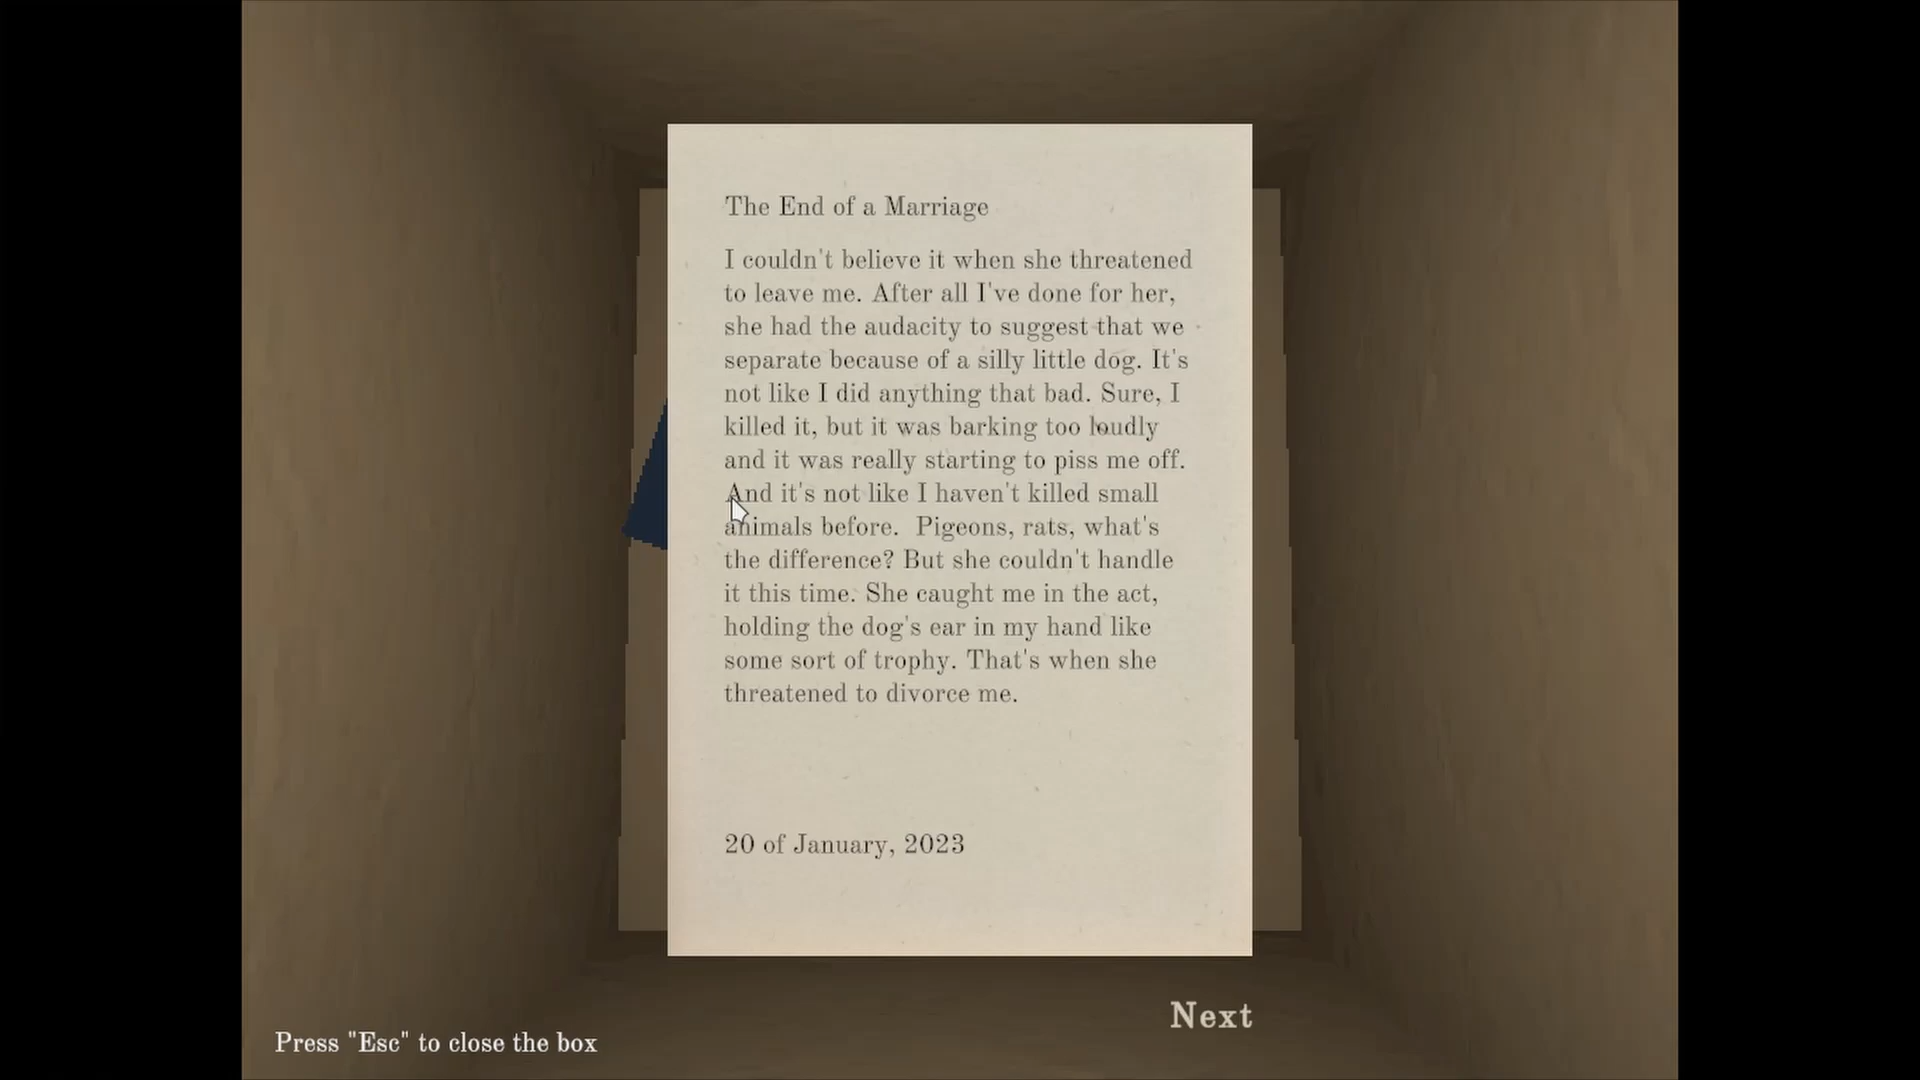 The End of a Marriage
I couldn't believe it when she threatened
to leave me. After all I've done for her,
she had the audacity to suggest that we
separate because of a silly little dog. It's
not like I did anything that bad. Sure, I
killed it, but it was barking too loudly
and it was really starting to piss me off.
And it's not like I haven't killed small
animals before.  Pigeons, rats, what's
the difference? But she couldn't handle
it this time. She caught me in the act,
holding the dog's ear in my hand like
some sort of trophy. That's when she
threatened to divorce me.
20 of January, 2023
Next
Press "Esc" to close the box